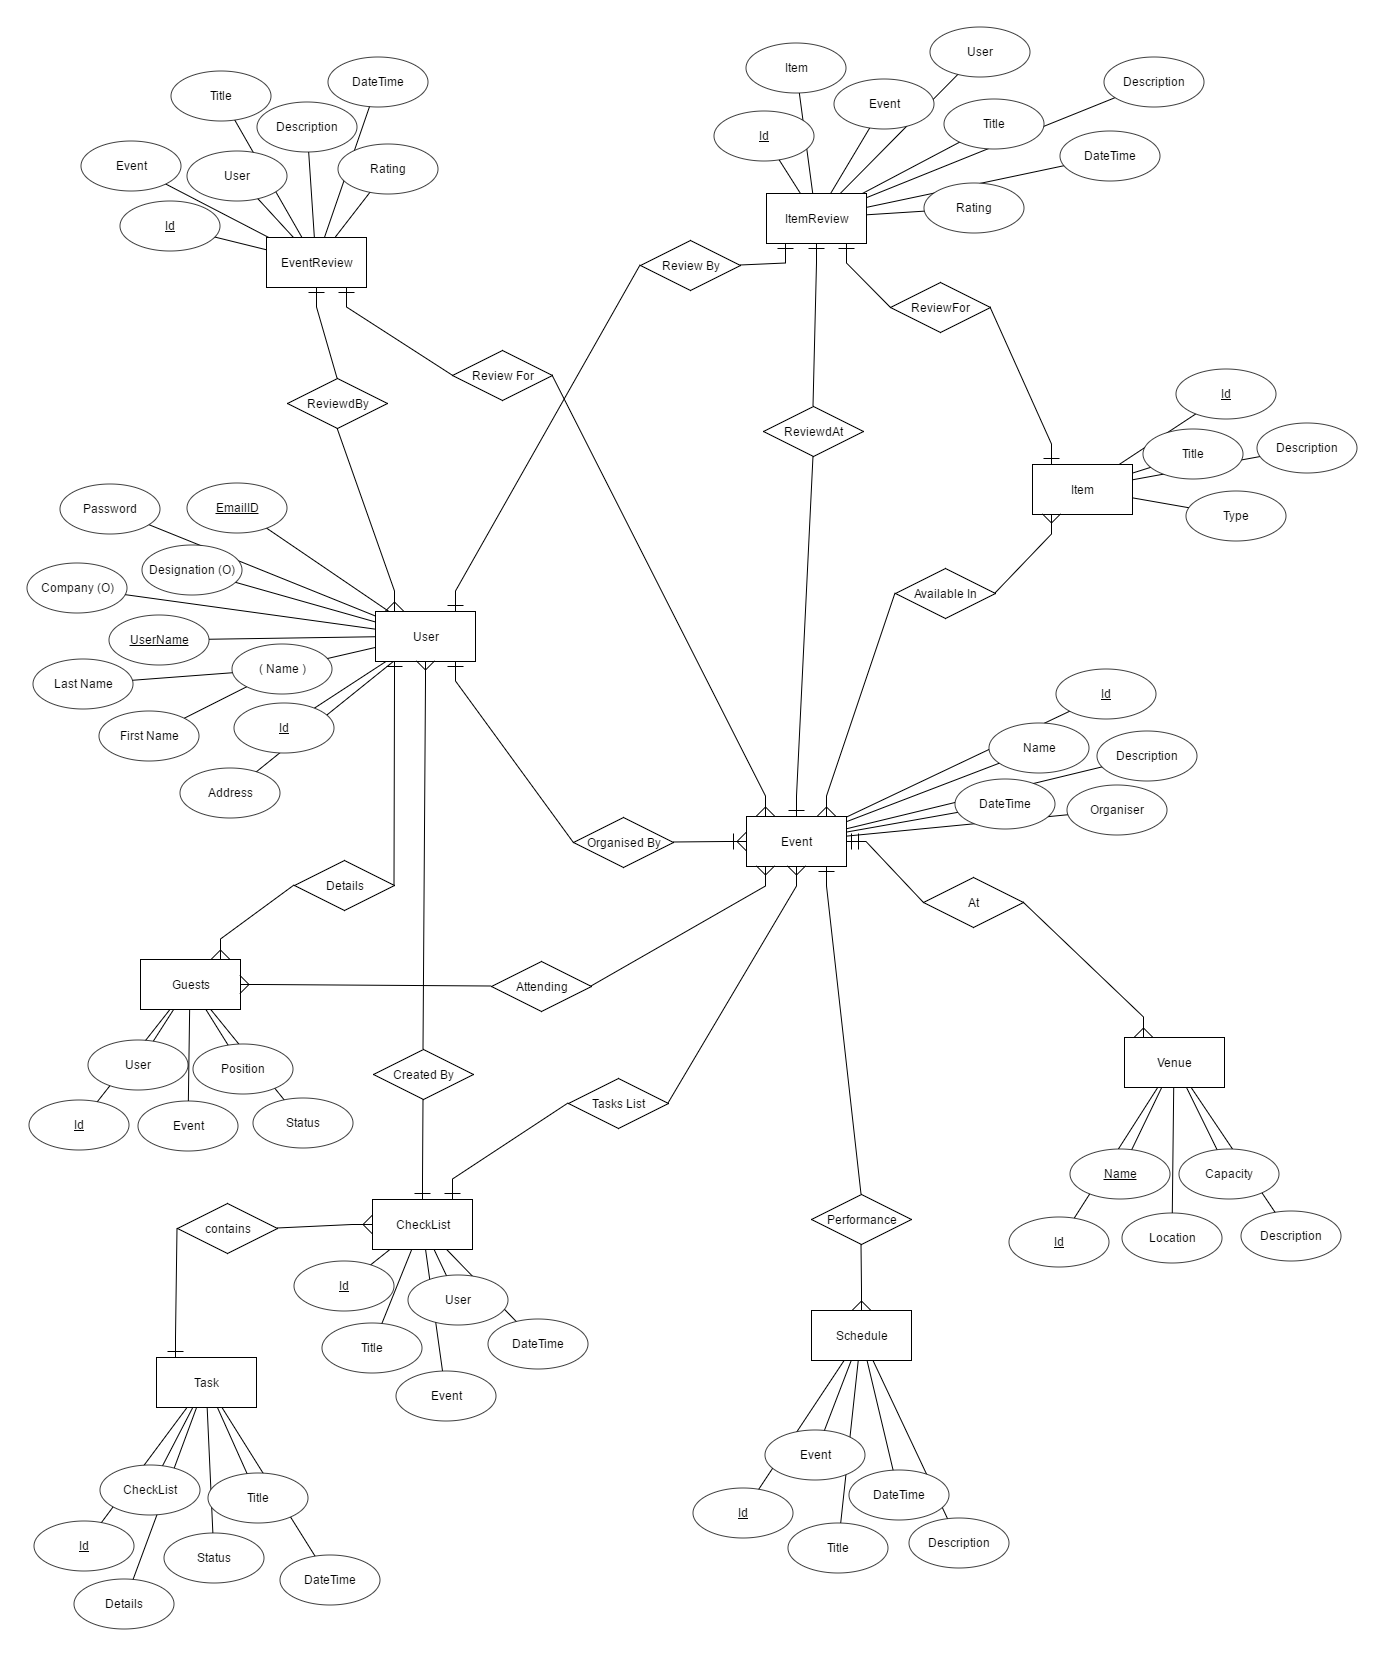 User
Item
Description
DateTime
Title
Event
Description
Title
Id
DateTime
Event
User
Rating
Id
Rating
ItemReview
EventReview
Review By
ReviewFor
Review For
Id
ReviewdBy
ReviewdAt
Title
Description
Item
Password
EmailID
Type
Designation (O)
Company (O)
Available In
User
UserName
( Name )
Last Name
Id
Id
First Name
Name
Description
Address
DateTime
Organiser
Organised By
Event
Details
At
Guests
Attending
User
Position
Created By
Venue
Tasks List
Id
Event
Status
Name
Capacity
contains
CheckList
Performance
Id
Location
Description
Id
User
Title
DateTime
Schedule
Task
Event
Event
CheckList
Title
DateTime
Id
Id
Status
Title
Description
DateTime
Details